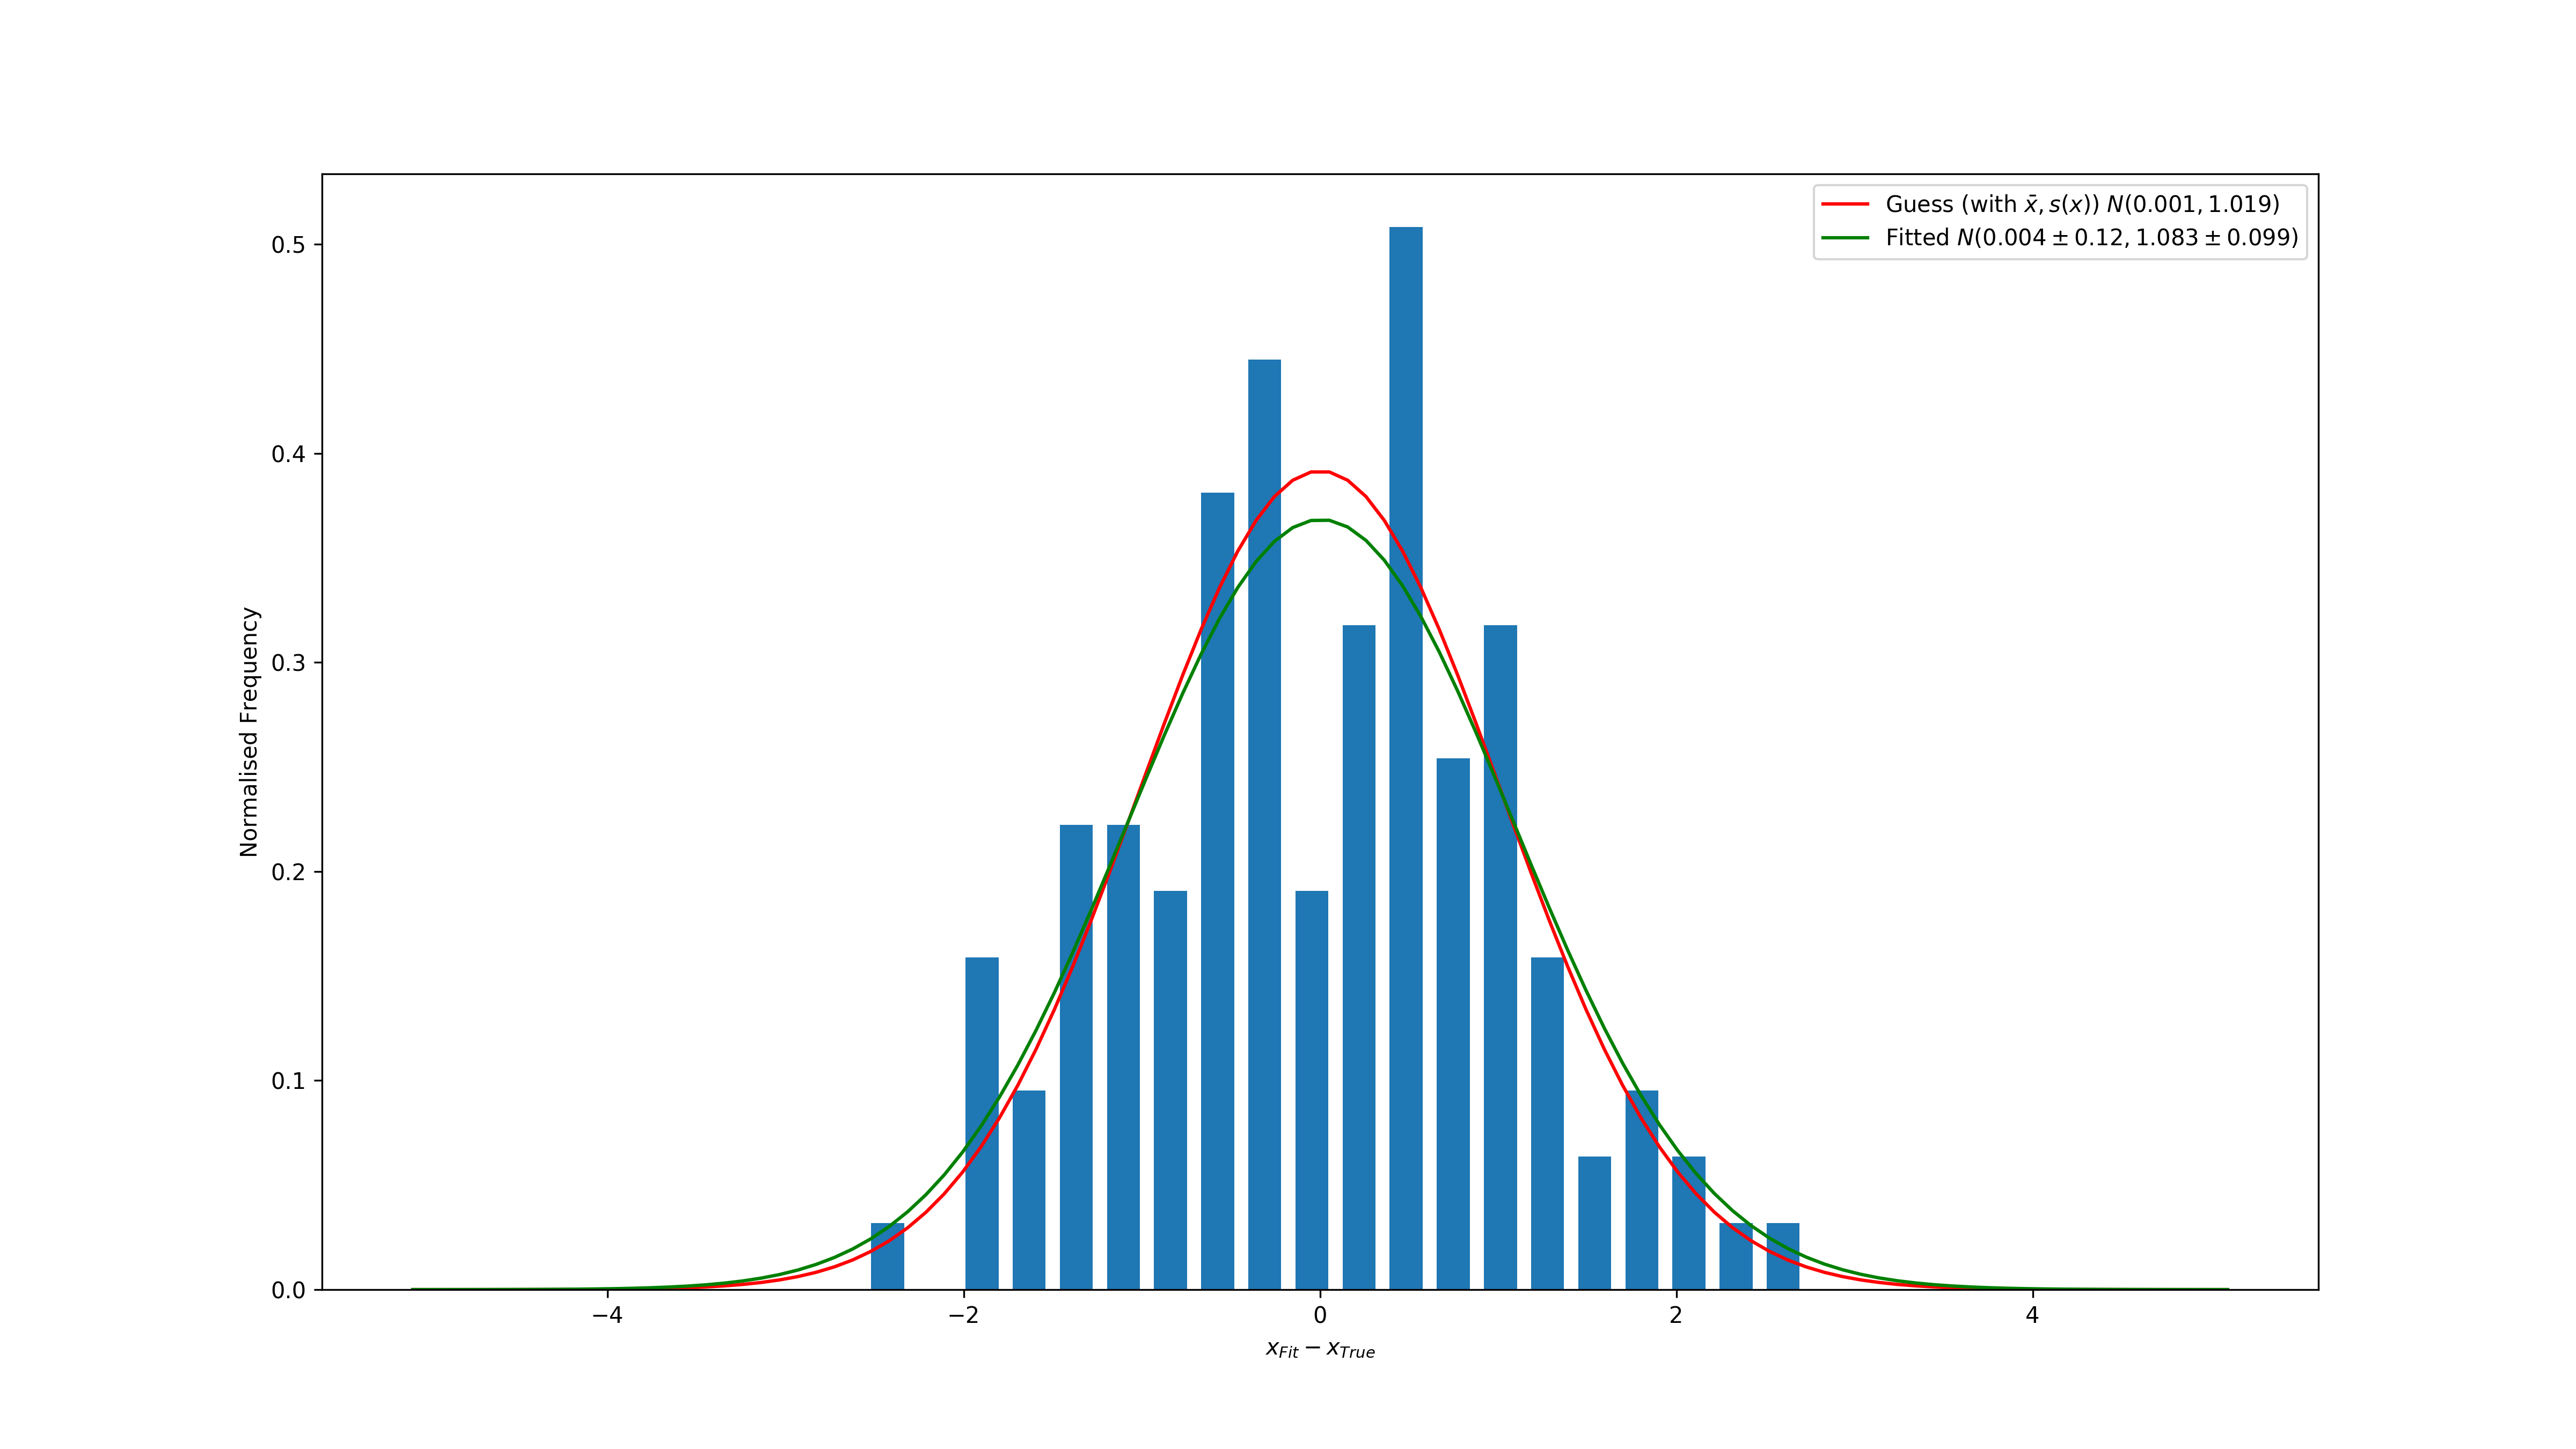 Guess (with x̄, s(x)) N(0.001, 1.019)
Fitted N(0.004 ± 0.12, 1.083 ± 0.099)
0.5
0.4
0.3
0.2
0.1
0.0
Normalised Frequency
−4 −2 0 2 4
x_Fit − x_True